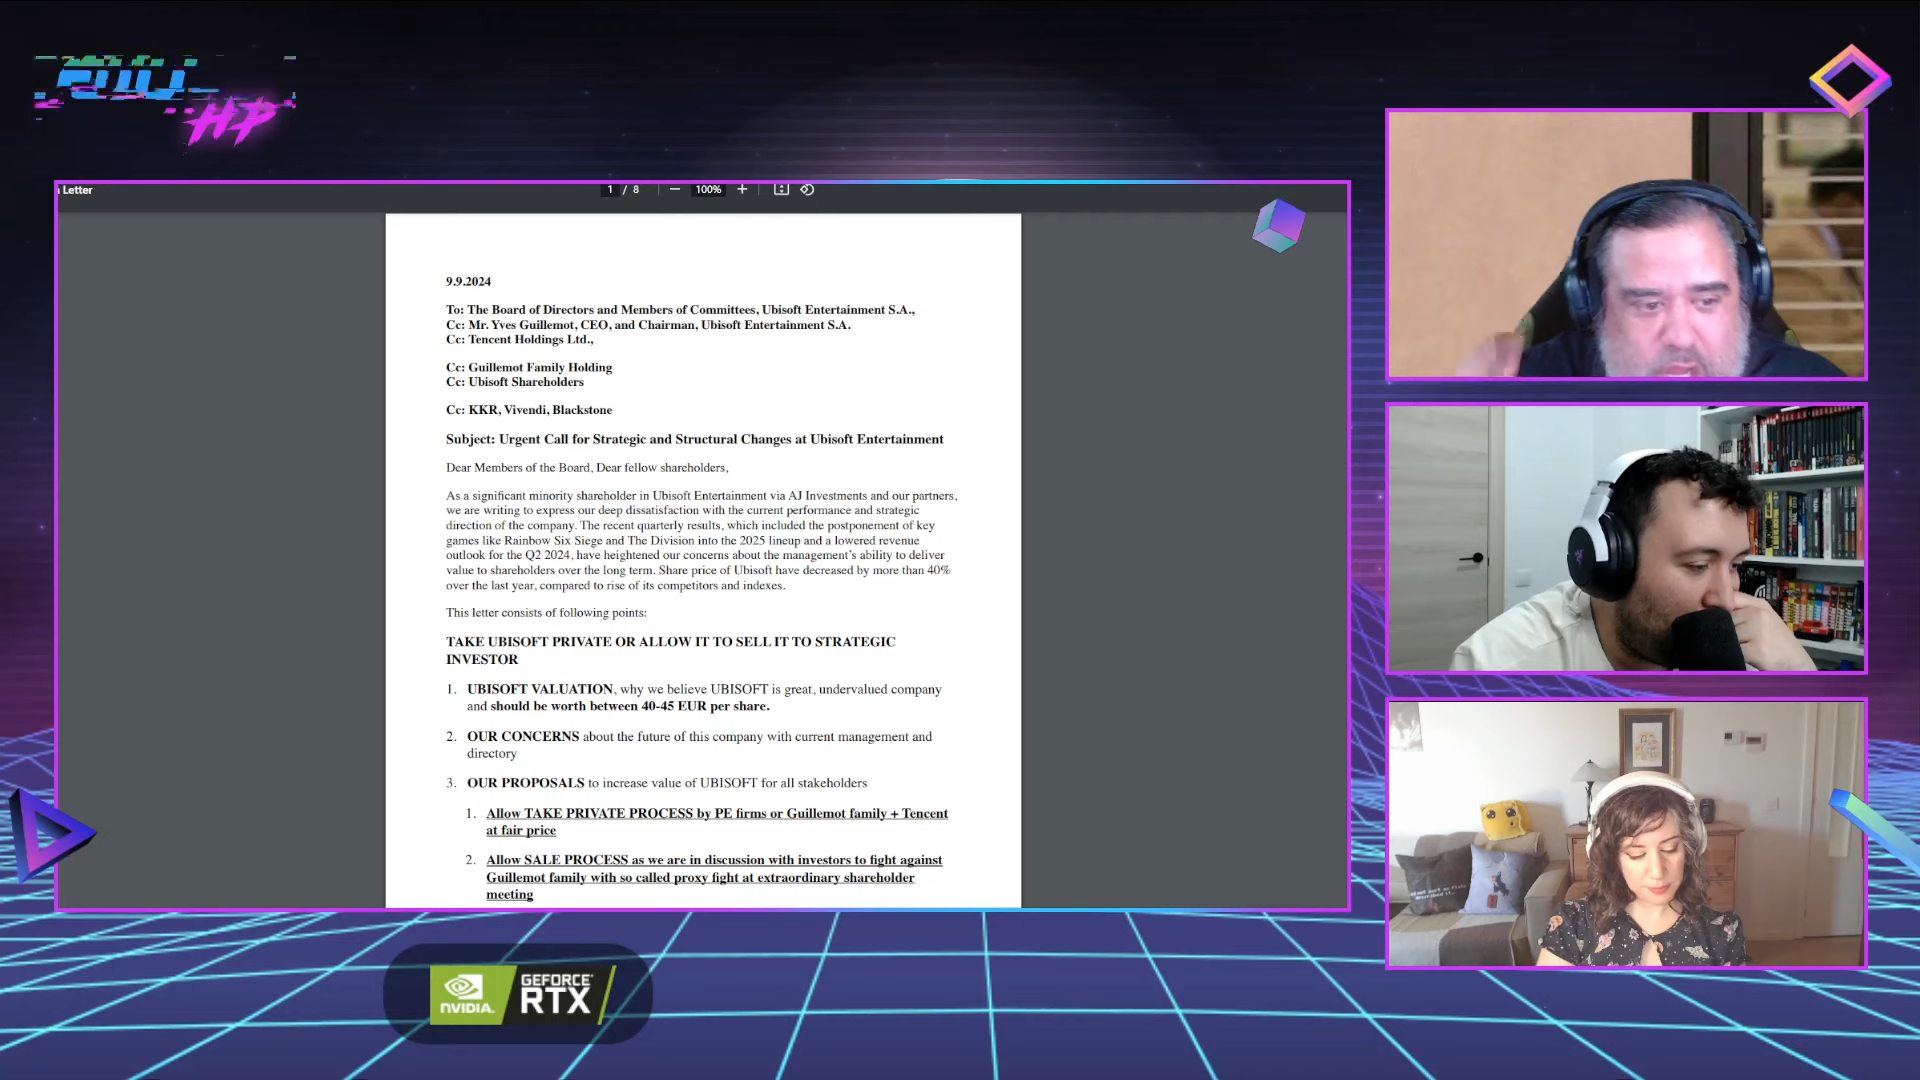 HP
Letter
1 / 8
100%
9.9.2024
To: The Board of Directors and Members of Committees, Ubisoft Entertainment S.A.,
Cc: Mr. Yves Guillemot, CEO, and Chairman, Ubisoft Entertainment S.A.
Cc: Tencent Holdings Ltd.,
Cc: Guillemot Family Holding
Cc: Ubisoft Shareholders
Cc: KKR, Vivendi, Blackstone
Subject: Urgent Call for Strategic and Structural Changes at Ubisoft Entertainment
Dear Members of the Board, Dear fellow shareholders,
As a significant minority shareholder in Ubisoft Entertainment via AJ Investments and our partners,
we are writing to express our deep dissatisfaction with the current performance and strategic
direction of the company. The recent quarterly results, which included the postponement of key
games like Rainbow Six Siege and The Division into the 2025 lineup and a lowered revenue
outlook for the Q2 2024, have heightened our concerns about the management's ability to deliver
value to shareholders over the long term. Share price of Ubisoft have decreased by more than 40%
over the last year, compared to rise of its competitors and indexes.
This letter consists of following points:
TAKE UBISOFT PRIVATE OR ALLOW IT TO SELL IT TO STRATEGIC
INVESTOR
1. UBISOFT VALUATION, why we believe UBISOFT is great, undervalued company
and should be worth between 40-45 EUR per share.
2. OUR CONCERNS about the future of this company with current management and
directory
3. OUR PROPOSALS to increase value of UBISOFT for all stakeholders
1. Allow TAKE PRIVATE PROCESS by PE firms or Guillemot family + Tencent
at fair price
2. Allow SALE PROCESS as we are in discussion with investors to fight against
Guillemot family with so called proxy fight at extraordinary shareholder
meeting
NVIDIA.
GEFORCE
RTX